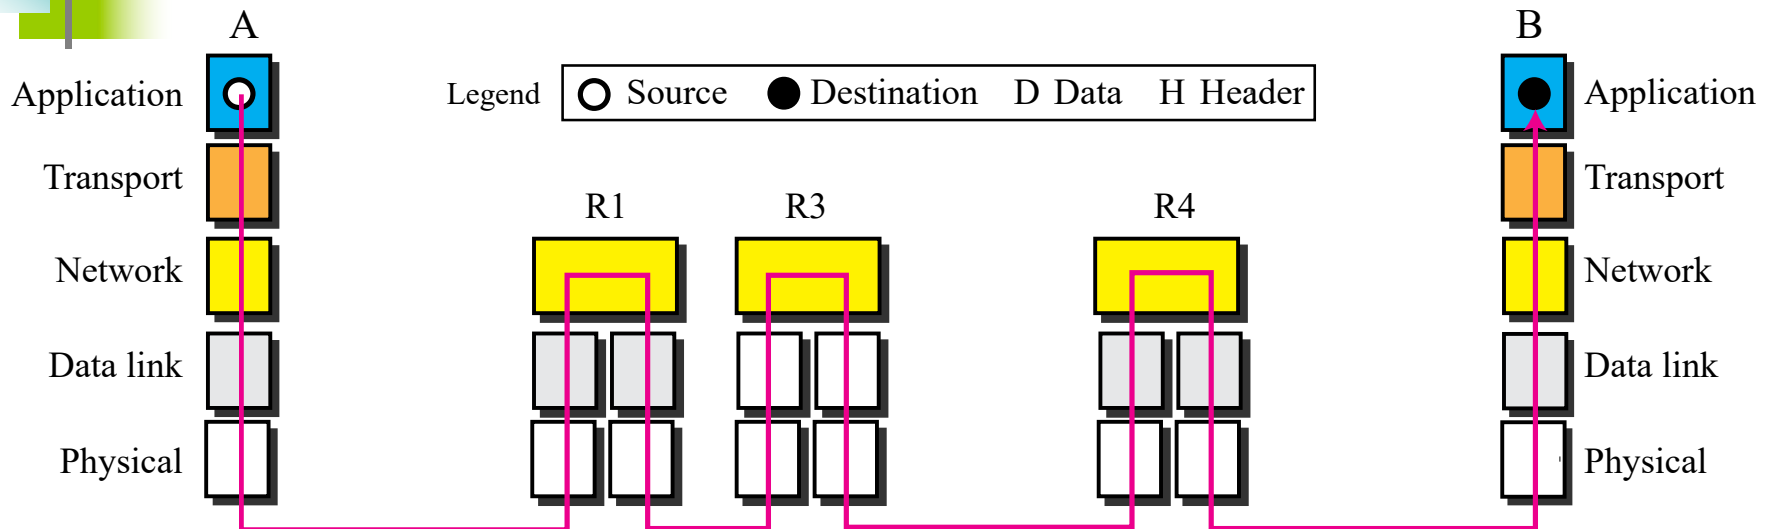 A
B
Application
Legend
Source
Destination
D Data
H Header
Application
Transport
Transport
R1
R3
R4
Network
Network
Data link
Data link
Physical
Physical